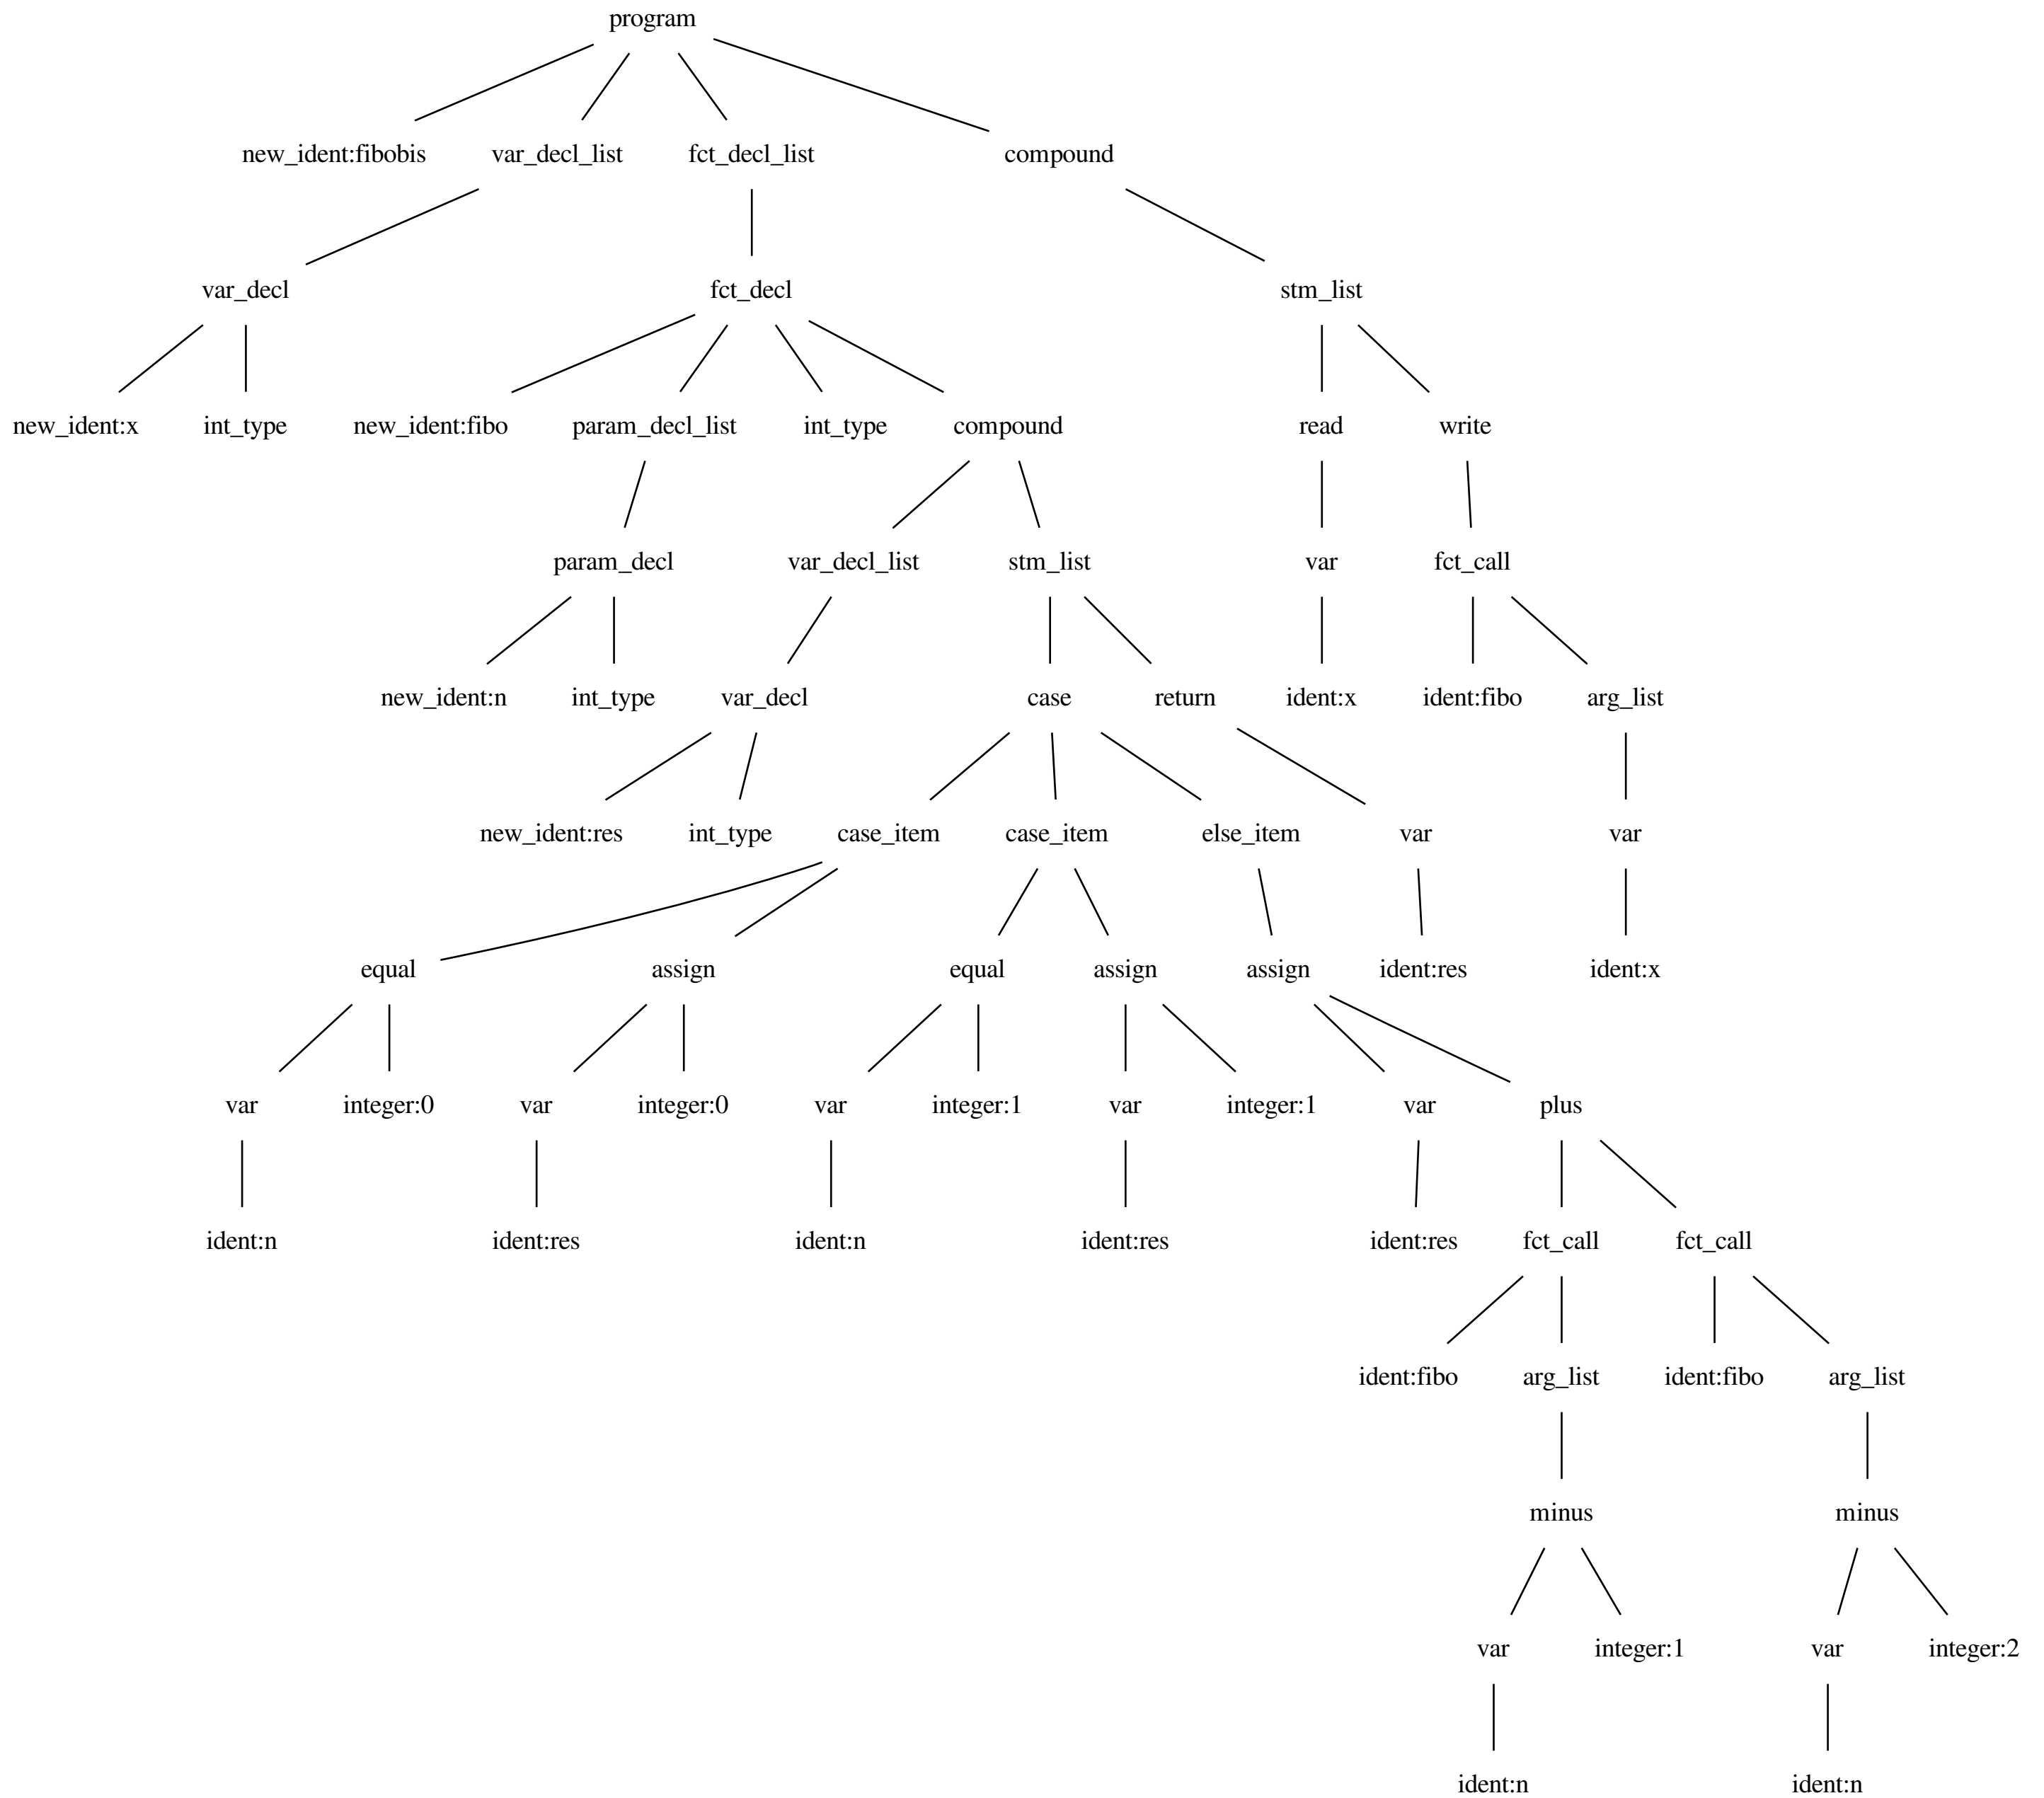 program
new_ident:fibobis var_decl_list fct_decl_list compound
var_decl fct_decl stm_list
new_ident:x int_type new_ident:fibo param_decl_list int_type compound read write
param_decl var_decl_list stm_list var fct_call
new_ident:n int_type var_decl case return ident:x ident:fibo arg_list
new_ident:res int_type case_item case_item else_item var var
equal assign equal assign assign ident:res ident:x
var integer:0 var integer:0 var integer:1 var integer:1 var plus
ident:n ident:res ident:n ident:res ident:res fct_call fct_call
ident:fibo arg_list ident:fibo arg_list
minus minus
var integer:1 var integer:2
ident:n ident:n